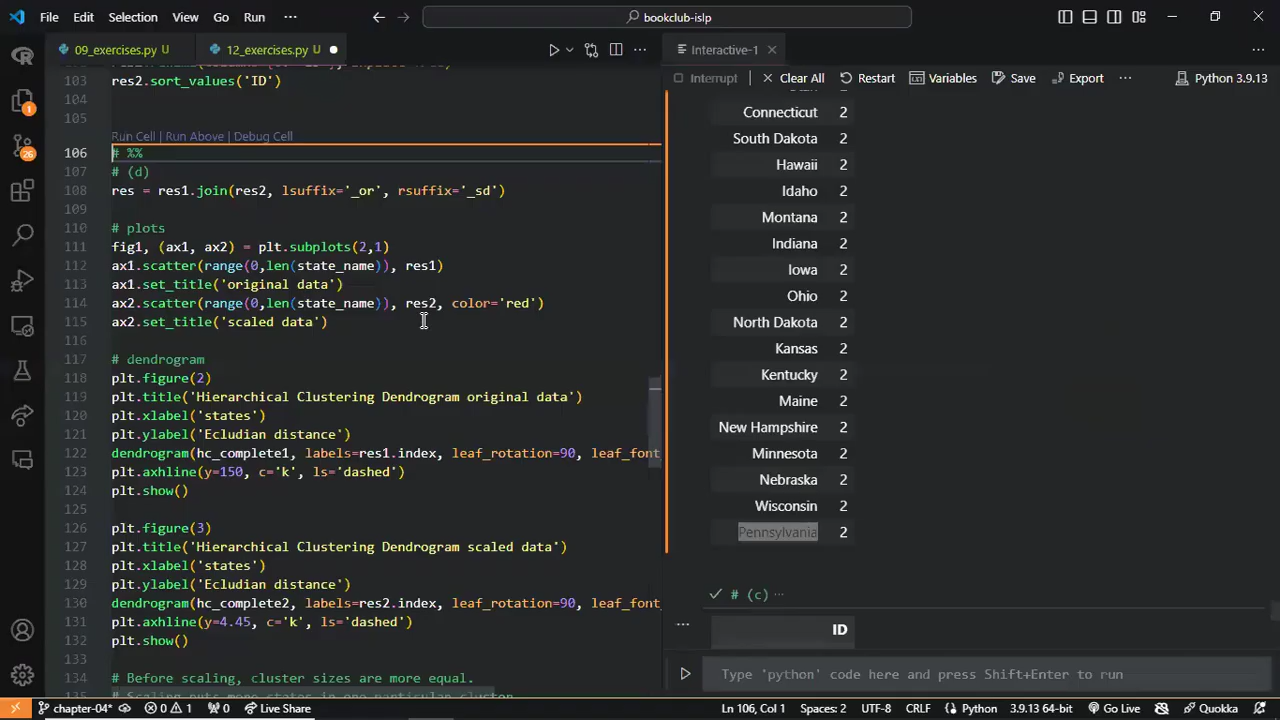 File Edit Selection View Go Run ··· bookclub-islp
09_exercises.py 12_exercises.py Interactive-1
Interrupt Clear All Restart Variables Save Export ··· Python 3.9.13
103 res2.sort_values('ID')
104
105
Run Cell | Run Above | Debug Cell
106 # %%
107 # (d)
108 res = res1.join(res2, lsuffix='_or', rsuffix='_sd')
109
110 # plots
111 fig1, (ax1, ax2) = plt.subplots(2,1)
112 ax1.scatter(range(0,len(state_name)), res1)
113 ax1.set_title('original data')
114 ax2.scatter(range(0,len(state_name)), res2, color='red')
115 ax2.set_title('scaled data')
116
117 # dendrogram
118 plt.figure(2)
119 plt.title('Hierarchical Clustering Dendrogram original data')
120 plt.xlabel('states')
121 plt.ylabel('Ecludian distance')
122 dendrogram(hc_complete1, labels=res1.index, leaf_rotation=90, leaf_font
123 plt.axhline(y=150, c='k', ls='dashed')
124 plt.show()
125
126 plt.figure(3)
127 plt.title('Hierarchical Clustering Dendrogram scaled data')
128 plt.xlabel('states')
129 plt.ylabel('Ecludian distance')
130 dendrogram(hc_complete2, labels=res2.index, leaf_rotation=90, leaf_font
131 plt.axhline(y=4.45, c='k', ls='dashed')
132 plt.show()
133
134 # Before scaling, cluster sizes are more equal.
135 # Scaling puts more states in one particular cluster
Connecticut 2
South Dakota 2
Hawaii 2
Idaho 2
Montana 2
Indiana 2
Iowa 2
Ohio 2
North Dakota 2
Kansas 2
Kentucky 2
Maine 2
New Hampshire 2
Minnesota 2
Nebraska 2
Wisconsin 2
Pennsylvania 2
# (c) ···
ID
Type 'python' code here and press Shift+Enter to run
1
26
chapter-04* 0 1 0 Live Share Ln 106, Col 1 Spaces: 2 UTF-8 CRLF Python 3.9.13 64-bit Go Live Quokka